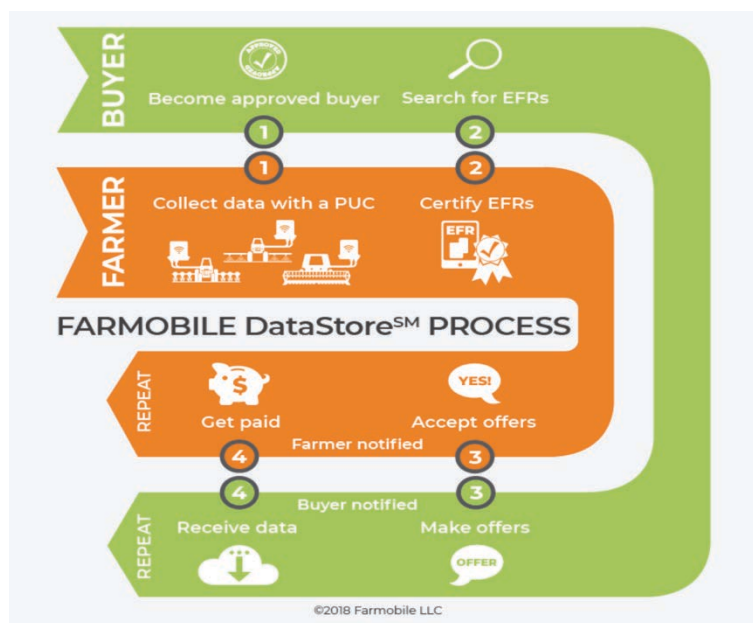 BUYER
APPROVED
Become approved buyer
Search for EFRs
1
2
1
2
FARMER
Collect data with a PUC
Certify EFRs
EFR
FARMOBILE DataStoreSM PROCESS
REPEAT
$
YES!
Get paid
Accept offers
Farmer notified
4
3
4
3
Buyer notified
REPEAT
Receive data
Make offers
OFFER
©2018 Farmobile LLC